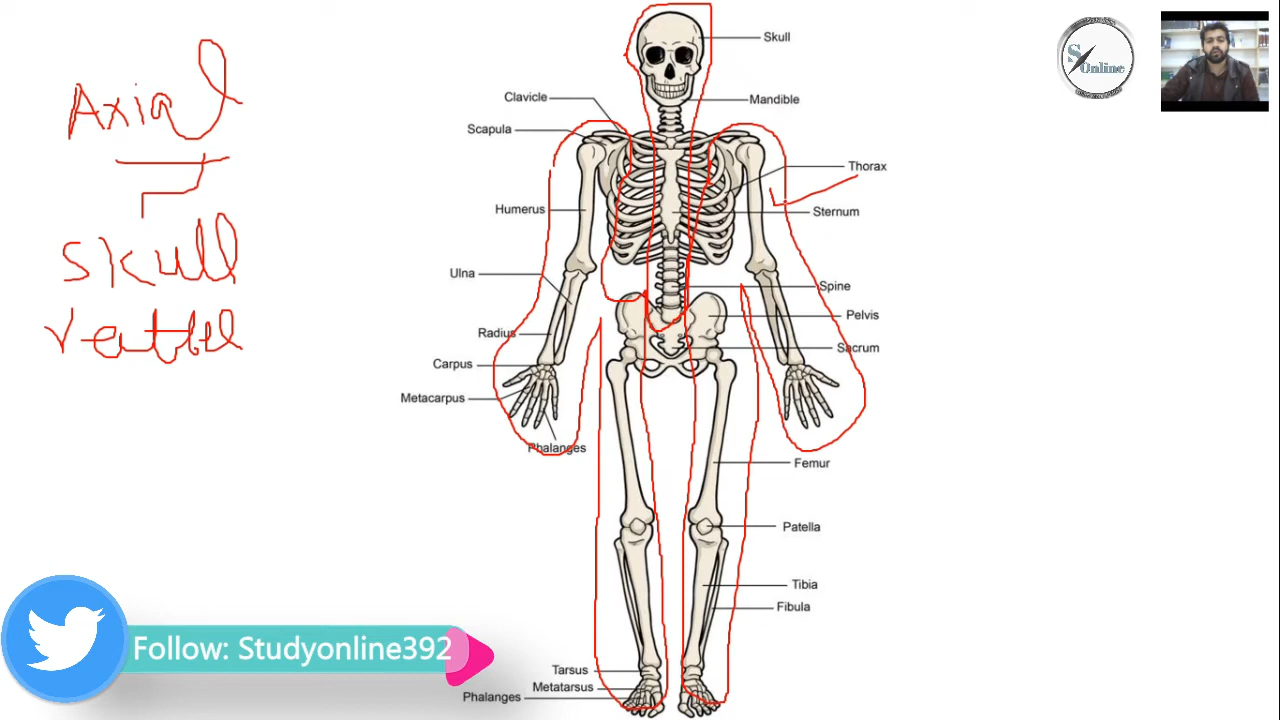 Axial
Skull
Skull
Mandible
Clavicle
Scapula
Thorax
Humerus
Sternum
Ulna
Spine
Pelvis
Radius
Sacrum
Carpus
Metacarpus
Phalanges
Femur
Patella
Tibia
Fibula
Tarsus
Metatarsus
Phalanges
S Online
Follow: Studyonline392